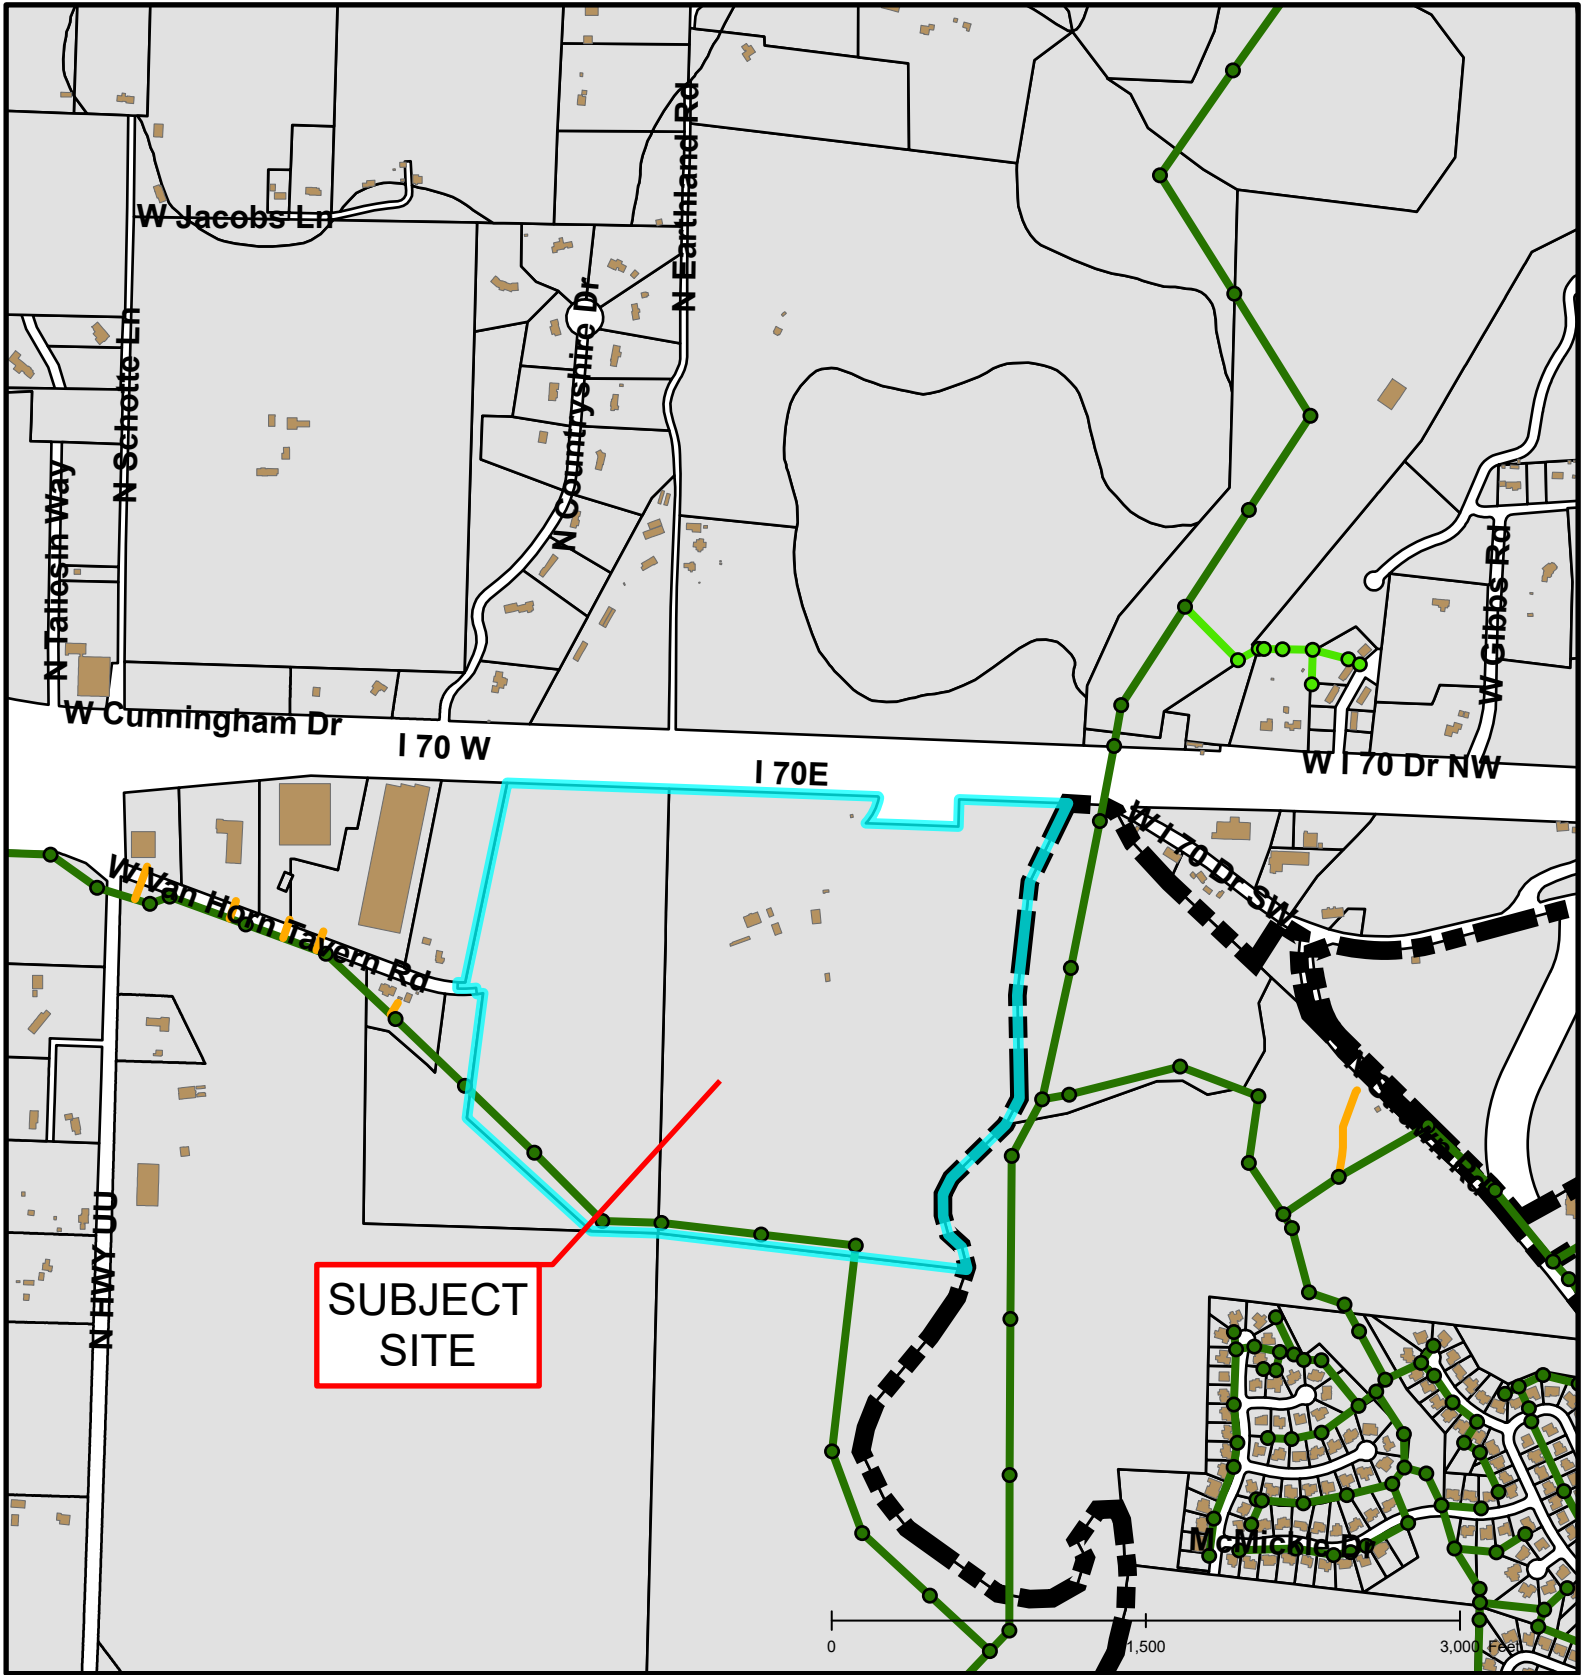 N Earthland Rd
W Jacobs Ln
N Countryshire Dr
N Schotte Ln
N Taliesin Way
W Gibbs Rd
W Cunningham Dr
I 70 W
I 70E
W I 70 Dr NW
W I 70 Dr SW
W Van Horn Tavern Rd
N HWY UU
SUBJECT
SITE
McMickle Dr
0
1,500
3,000
Feet